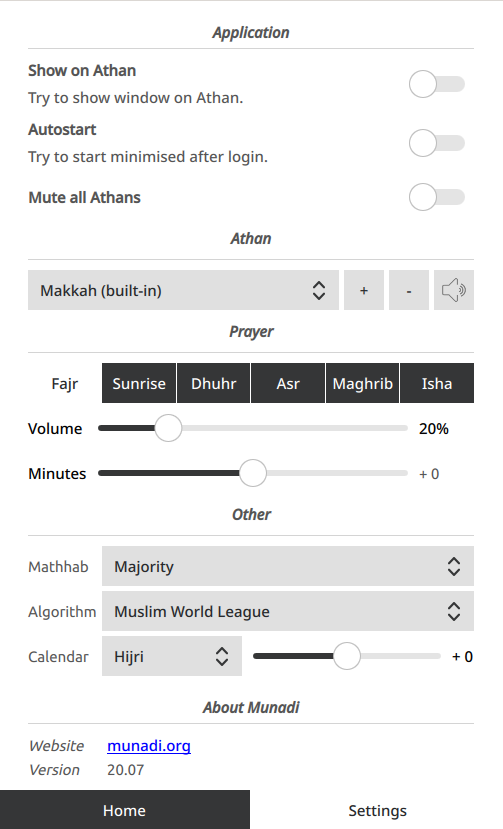 Application
Show on Athan
Try to show window on Athan.
Autostart
Try to start minimised after login.
Mute all Athans
Athan
Makkah (built-in) + -
Prayer
Fajr Sunrise Dhuhr Asr Maghrib Isha
Volume 20%
Minutes + 0
Other
Mathhab Majority
Algorithm Muslim World League
Calendar Hijri + 0
About Munadi
Website munadi.org
Version 20.07
Home Settings